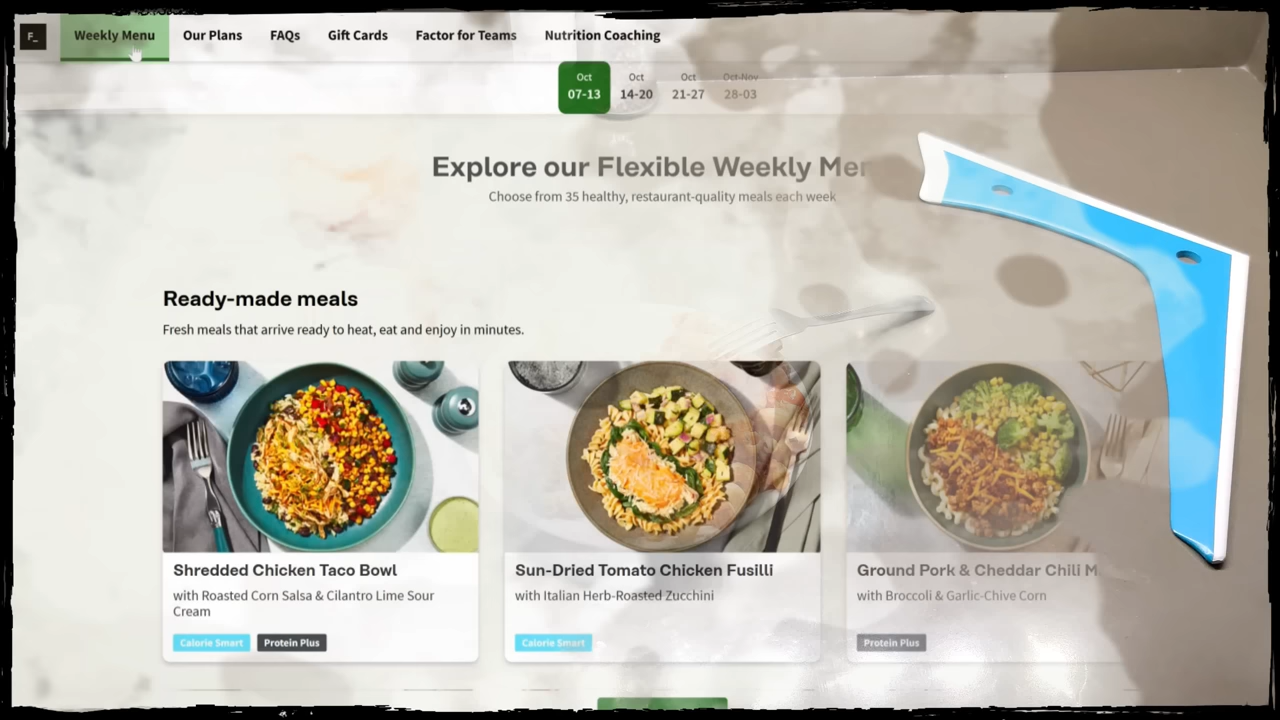 F_
Weekly Menu
Our Plans
FAQs
Gift Cards
Factor for Teams
Nutrition Coaching
Oct
07-13
Oct
14-20
Oct
21-27
Oct-Nov
28-03
Explore our Flexible Weekly Men
Choose from 35 healthy, restaurant-quality meals each week
Ready-made meals
Fresh meals that arrive ready to heat, eat and enjoy in minutes.
Shredded Chicken Taco Bowl
with Roasted Corn Salsa & Cilantro Lime Sour
Cream
Calorie Smart
Protein Plus
Sun-Dried Tomato Chicken Fusilli
with Italian Herb-Roasted Zucchini
Calorie Smart
Ground Pork & Cheddar Chili M
with Broccoli & Garlic-Chive Corn
Protein Plus